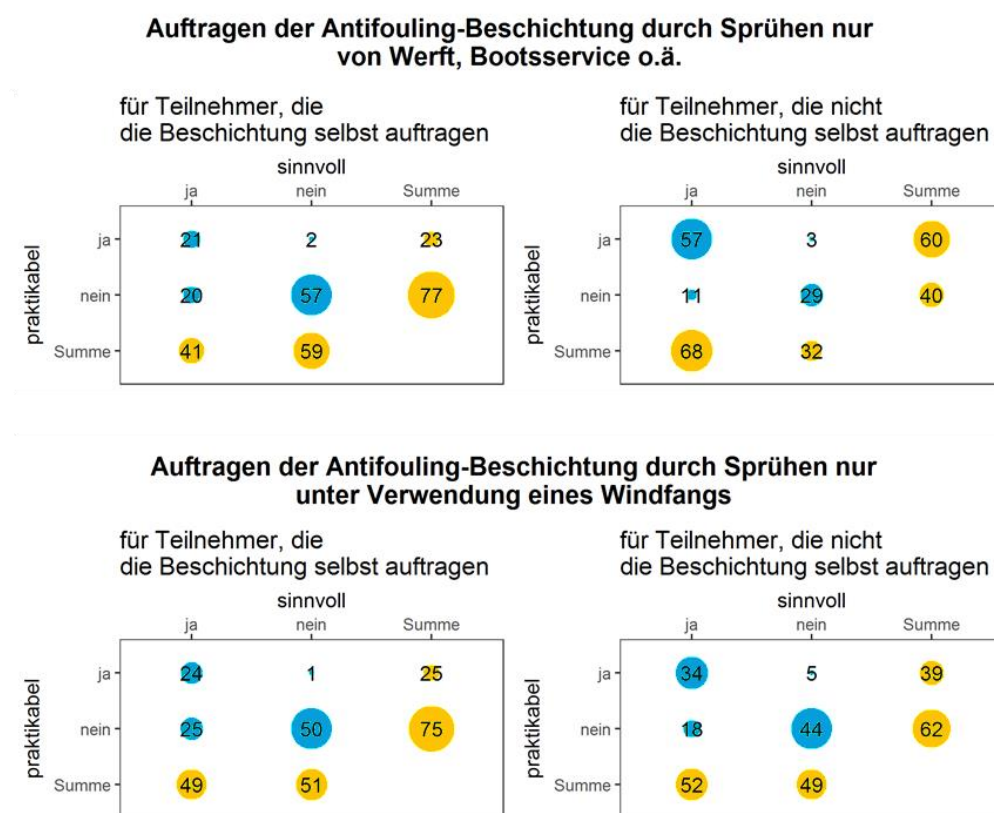 Auftragen der Antifouling-Beschichtung durch Sprühen nur
von Werft, Bootsservice o.ä.
für Teilnehmer, die
die Beschichtung selbst auftragen
sinnvoll
ja nein Summe
praktikabel
ja 21 2 23
nein 20 57 77
Summe 41 59
für Teilnehmer, die nicht
die Beschichtung selbst auftragen
sinnvoll
ja nein Summe
praktikabel
ja 57 3 60
nein 11 29 40
Summe 68 32
Auftragen der Antifouling-Beschichtung durch Sprühen nur
unter Verwendung eines Windfangs
für Teilnehmer, die
die Beschichtung selbst auftragen
sinnvoll
ja nein Summe
praktikabel
ja 24 1 25
nein 25 50 75
Summe 49 51
für Teilnehmer, die nicht
die Beschichtung selbst auftragen
sinnvoll
ja nein Summe
praktikabel
ja 34 5 39
nein 18 44 62
Summe 52 49